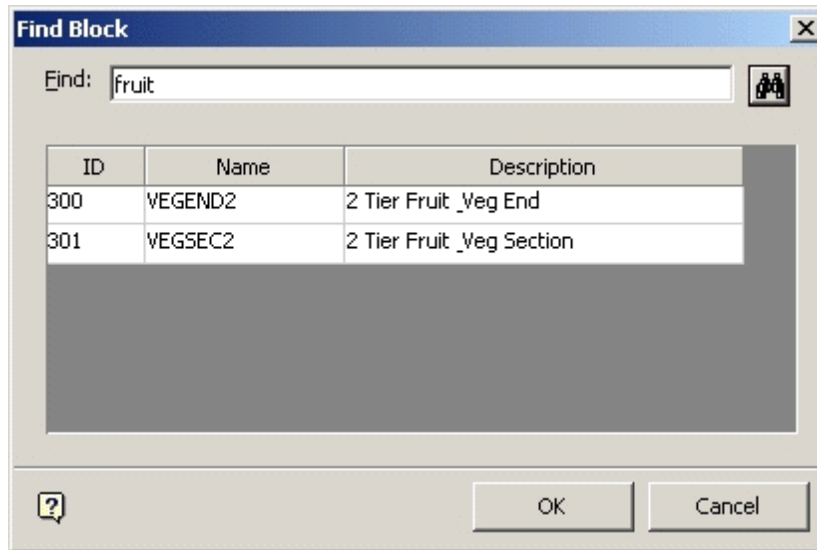 Find Block
Find: fruit
ID Name Description
300 VEGEND2 2 Tier Fruit _Veg End
301 VEGSEC2 2 Tier Fruit _Veg Section
? OK Cancel